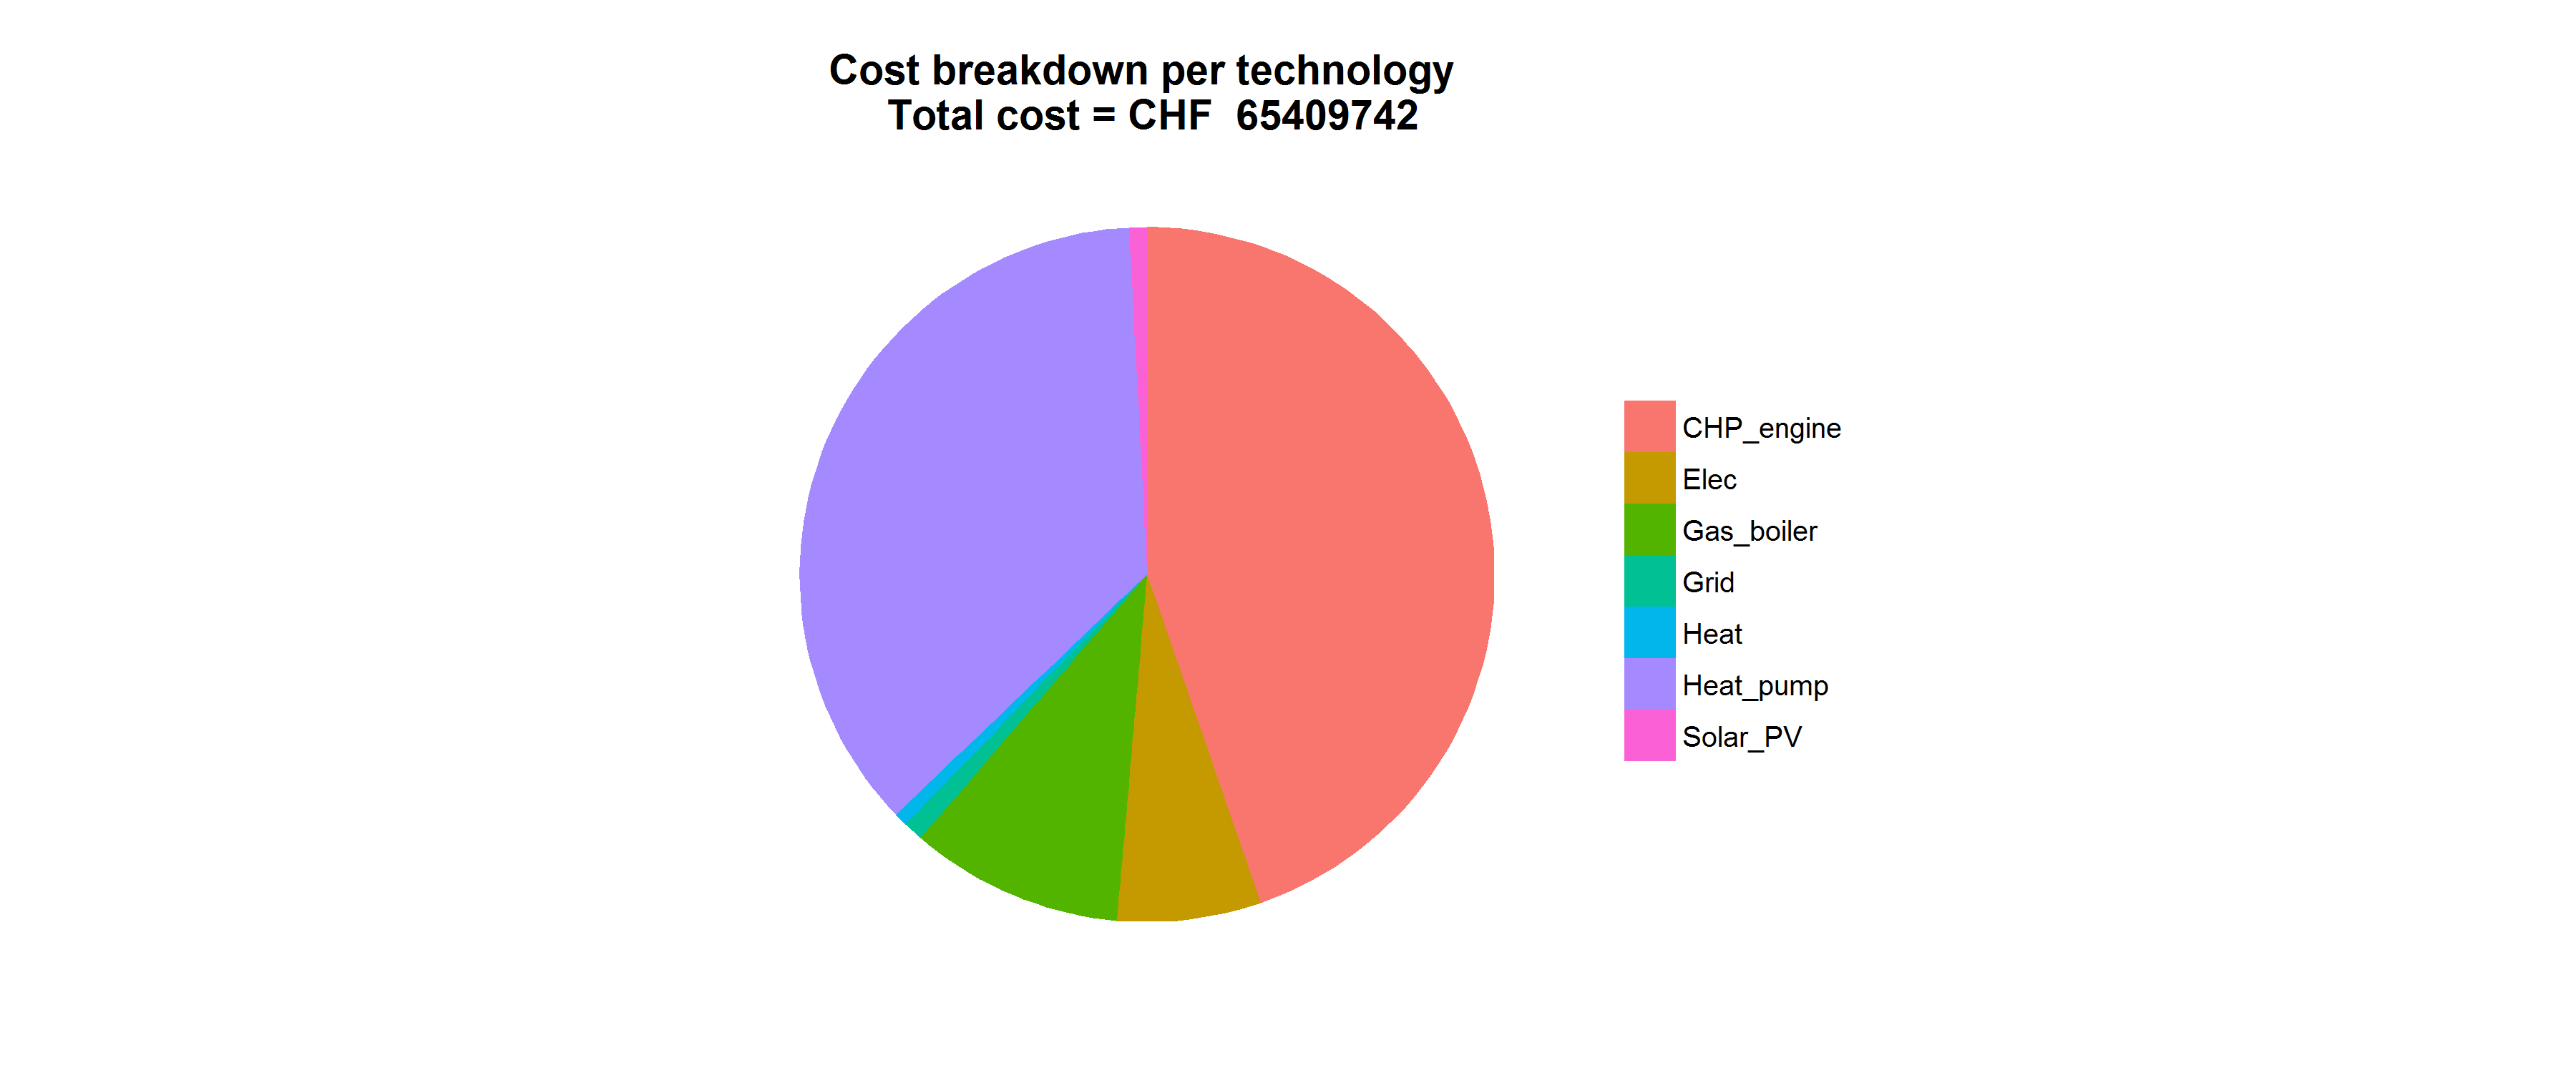 Cost breakdown per technology
Total cost = CHF  65409742
CHP_engine
Elec
Gas_boiler
Grid
Heat
Heat_pump
Solar_PV